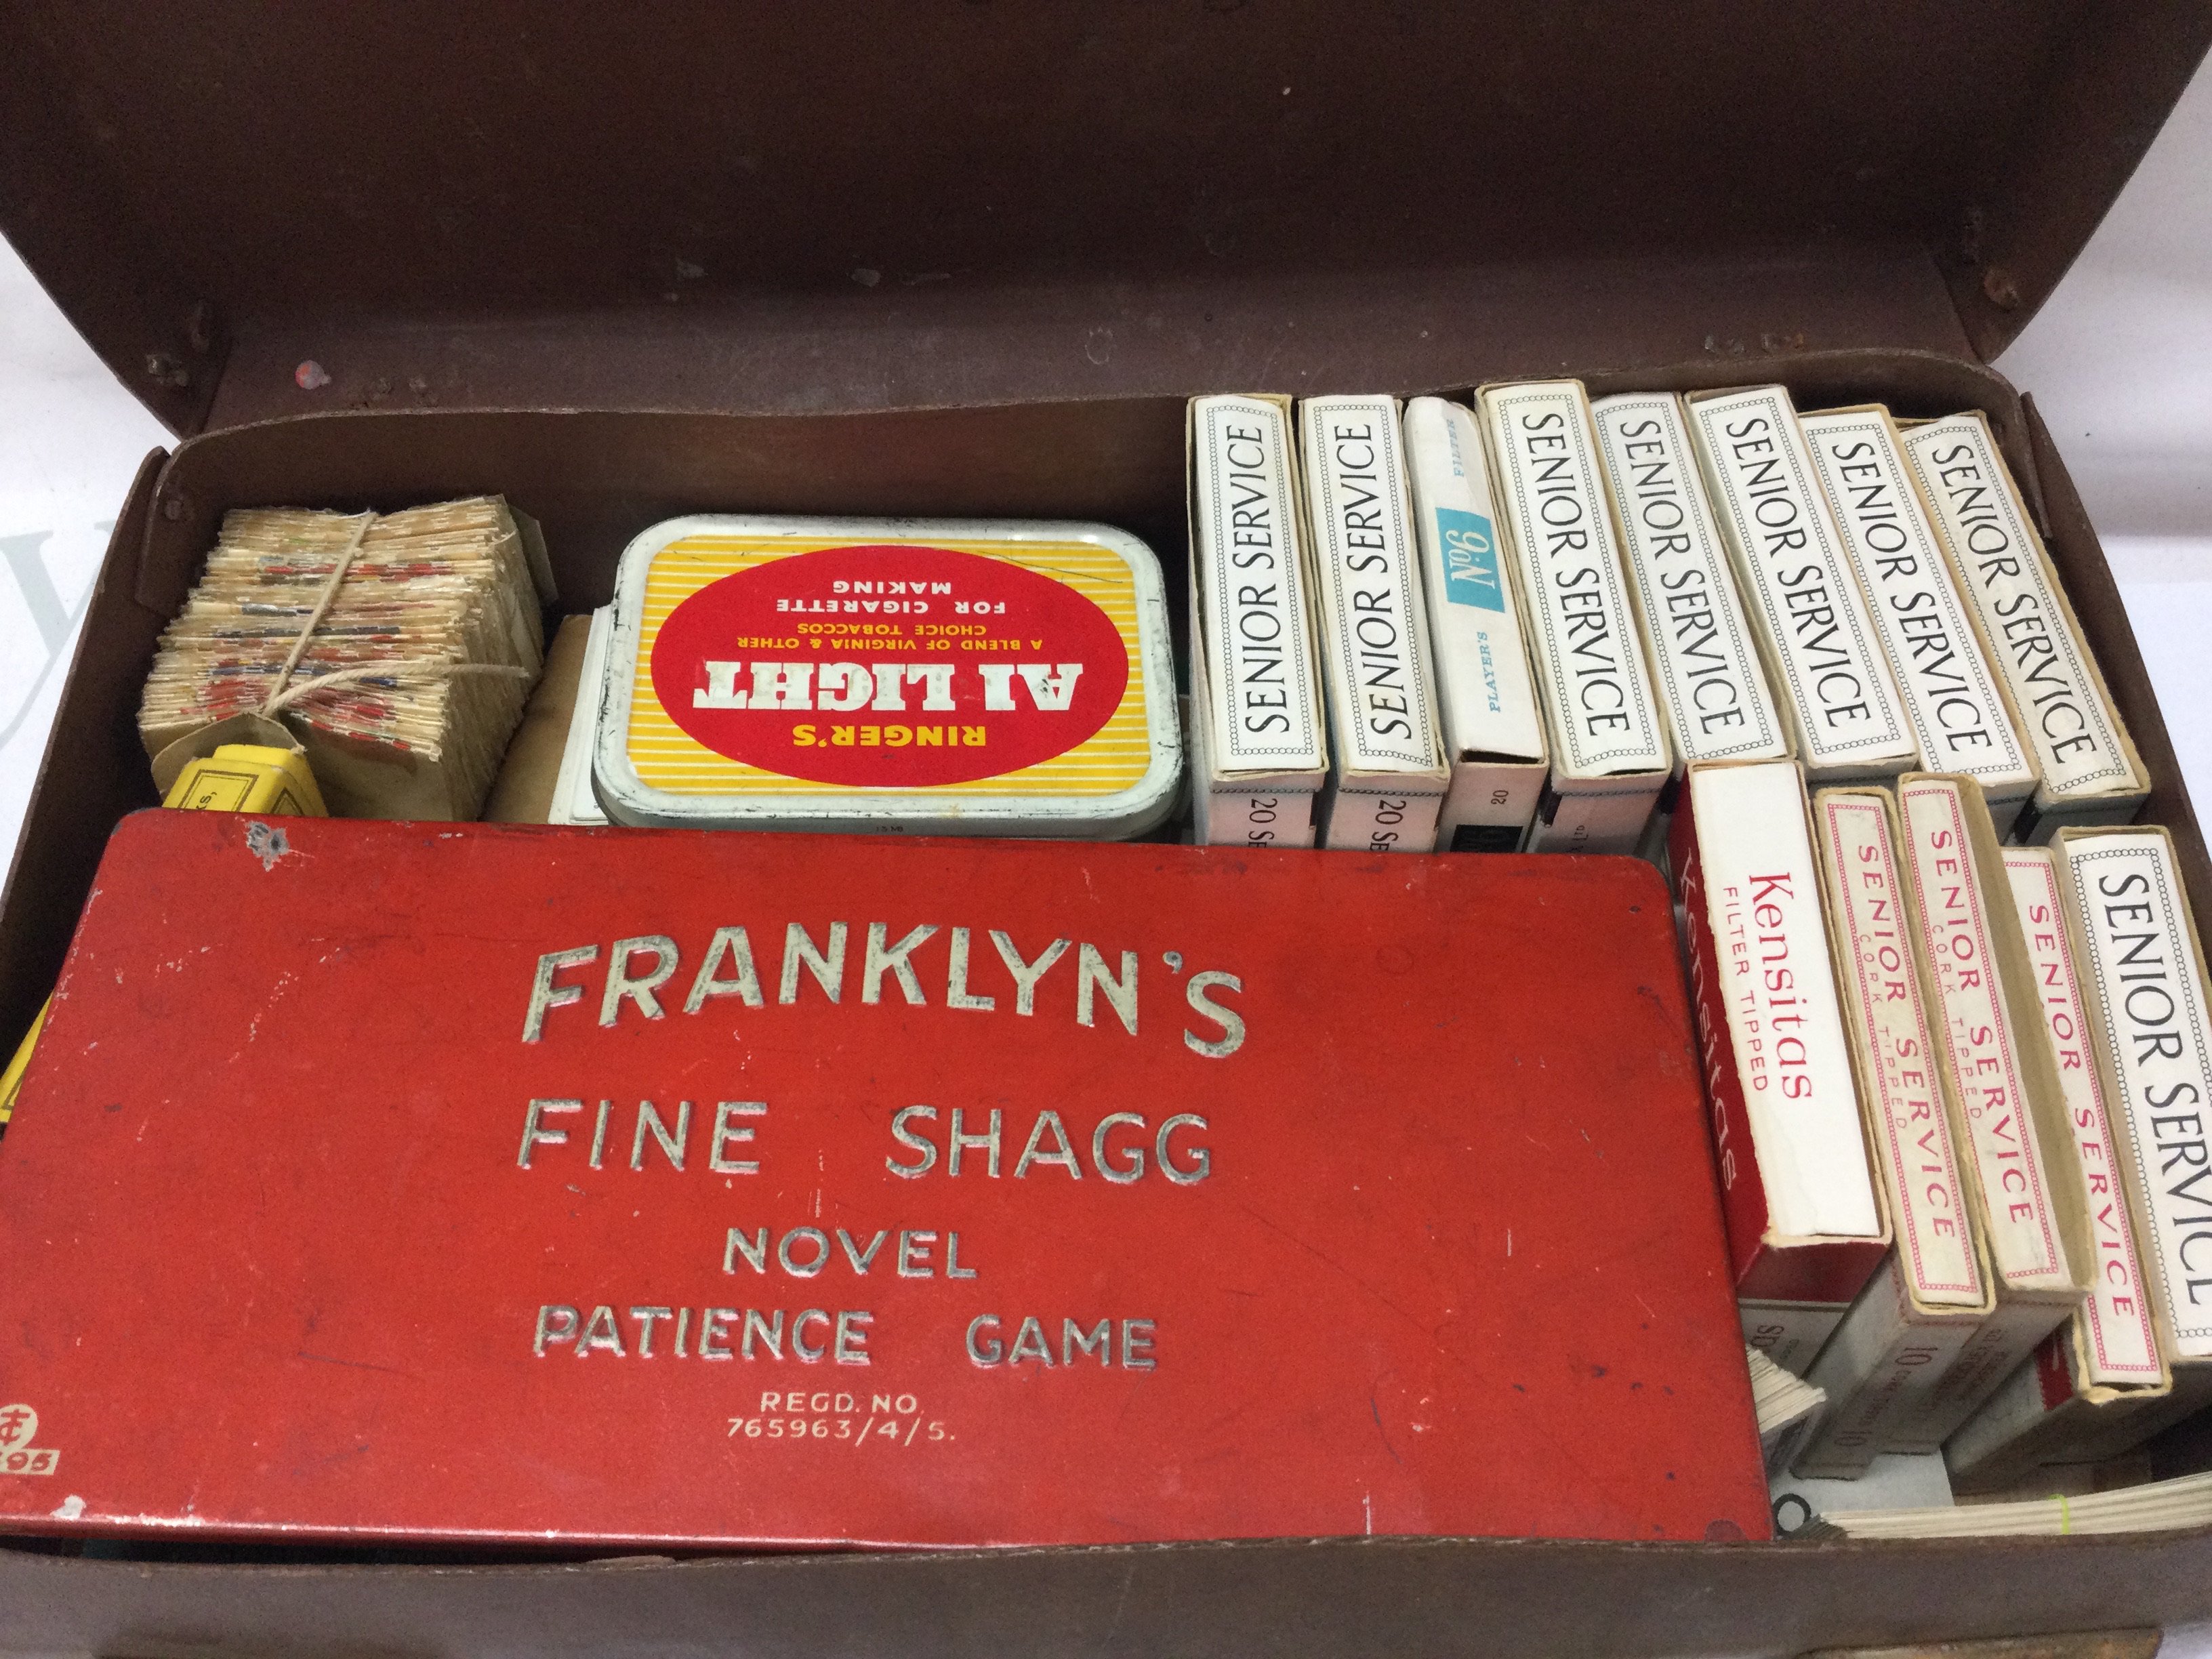 RINGER'S
A1 LIGHT
A BLEND OF VIRGINIA & OTHER
CHOICE TOBACCOS
FOR CIGARETTE
MAKING
SENIOR SERVICE
20 SE
SENIOR SERVICE
20 SE
PLAYER'S No6 FILTER
20
SENIOR SERVICE
SENIOR SERVICE
SENIOR SERVICE
SENIOR SERVICE
SENIOR SERVICE
FRANKLYN'S
FINE SHAGG
NOVEL
PATIENCE GAME
REGD. NO.
765963/4/5.
Kensitas
Kensitas
FILTER TIPPED
SENIOR SERVICE
CORK TIPPED
10
SENIOR SERVICE
CORK TIPPED
SENIOR SERVICE
SENIOR SERVICE